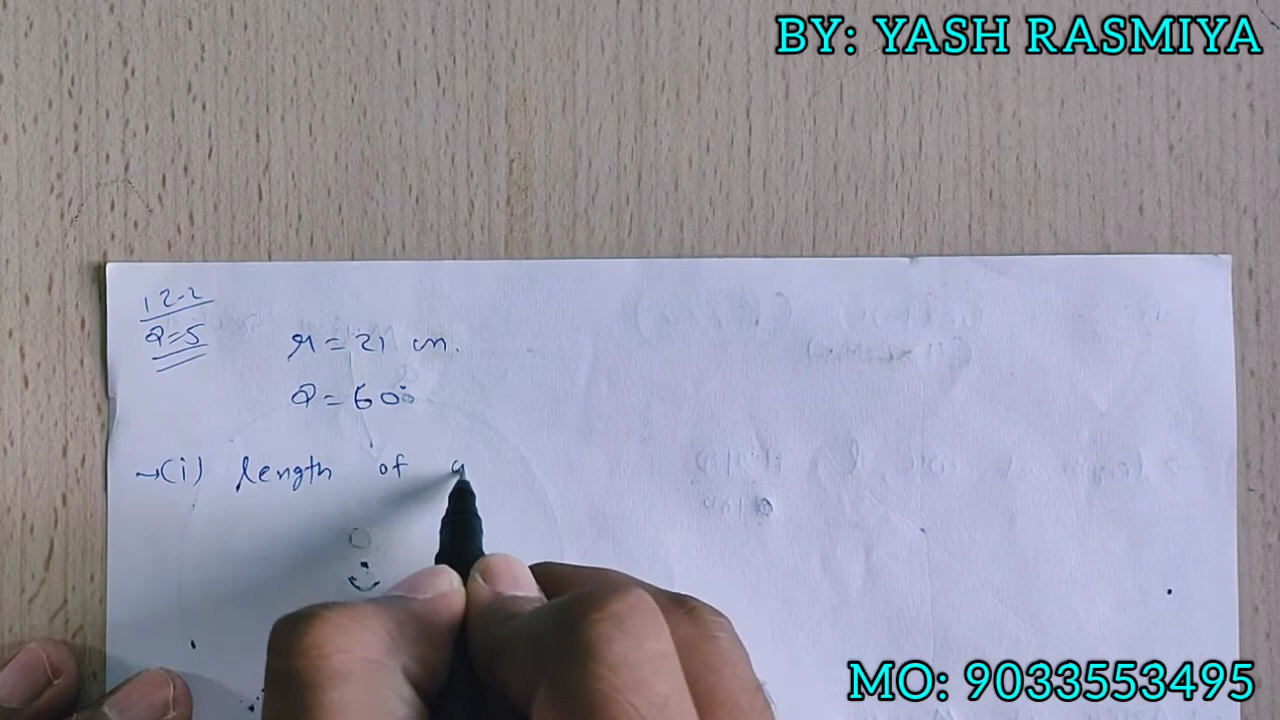 BY: YASH RASMIYA
12-2
Q=5
r = 21 cm.
θ = 60°
→(i) length of a
MO: 9033553495